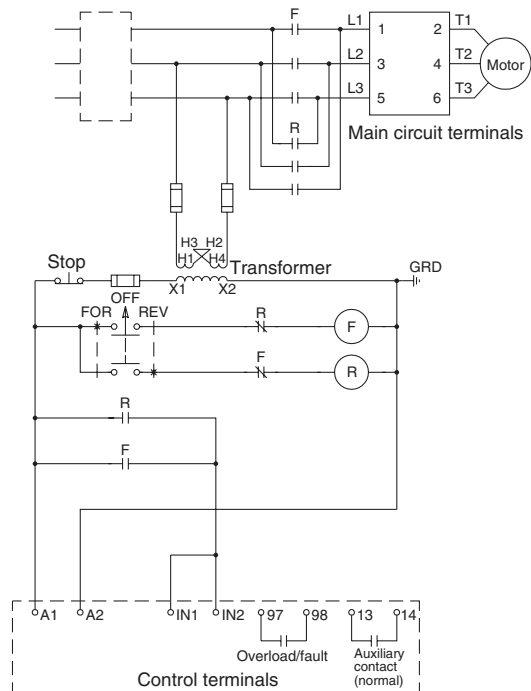 F
L1 1 2 T1
L2 3 4 T2 Motor
L3 5 6 T3
R
Main circuit terminals
H3 H2
H1 H4
Stop
Transformer
X1 X2
GRD
OFF
FOR REV
R
F
F
R
R
F
A1 A2 IN1 IN2 97 98 13 14
Overload/fault
Auxiliary
contact
(normal)
Control terminals